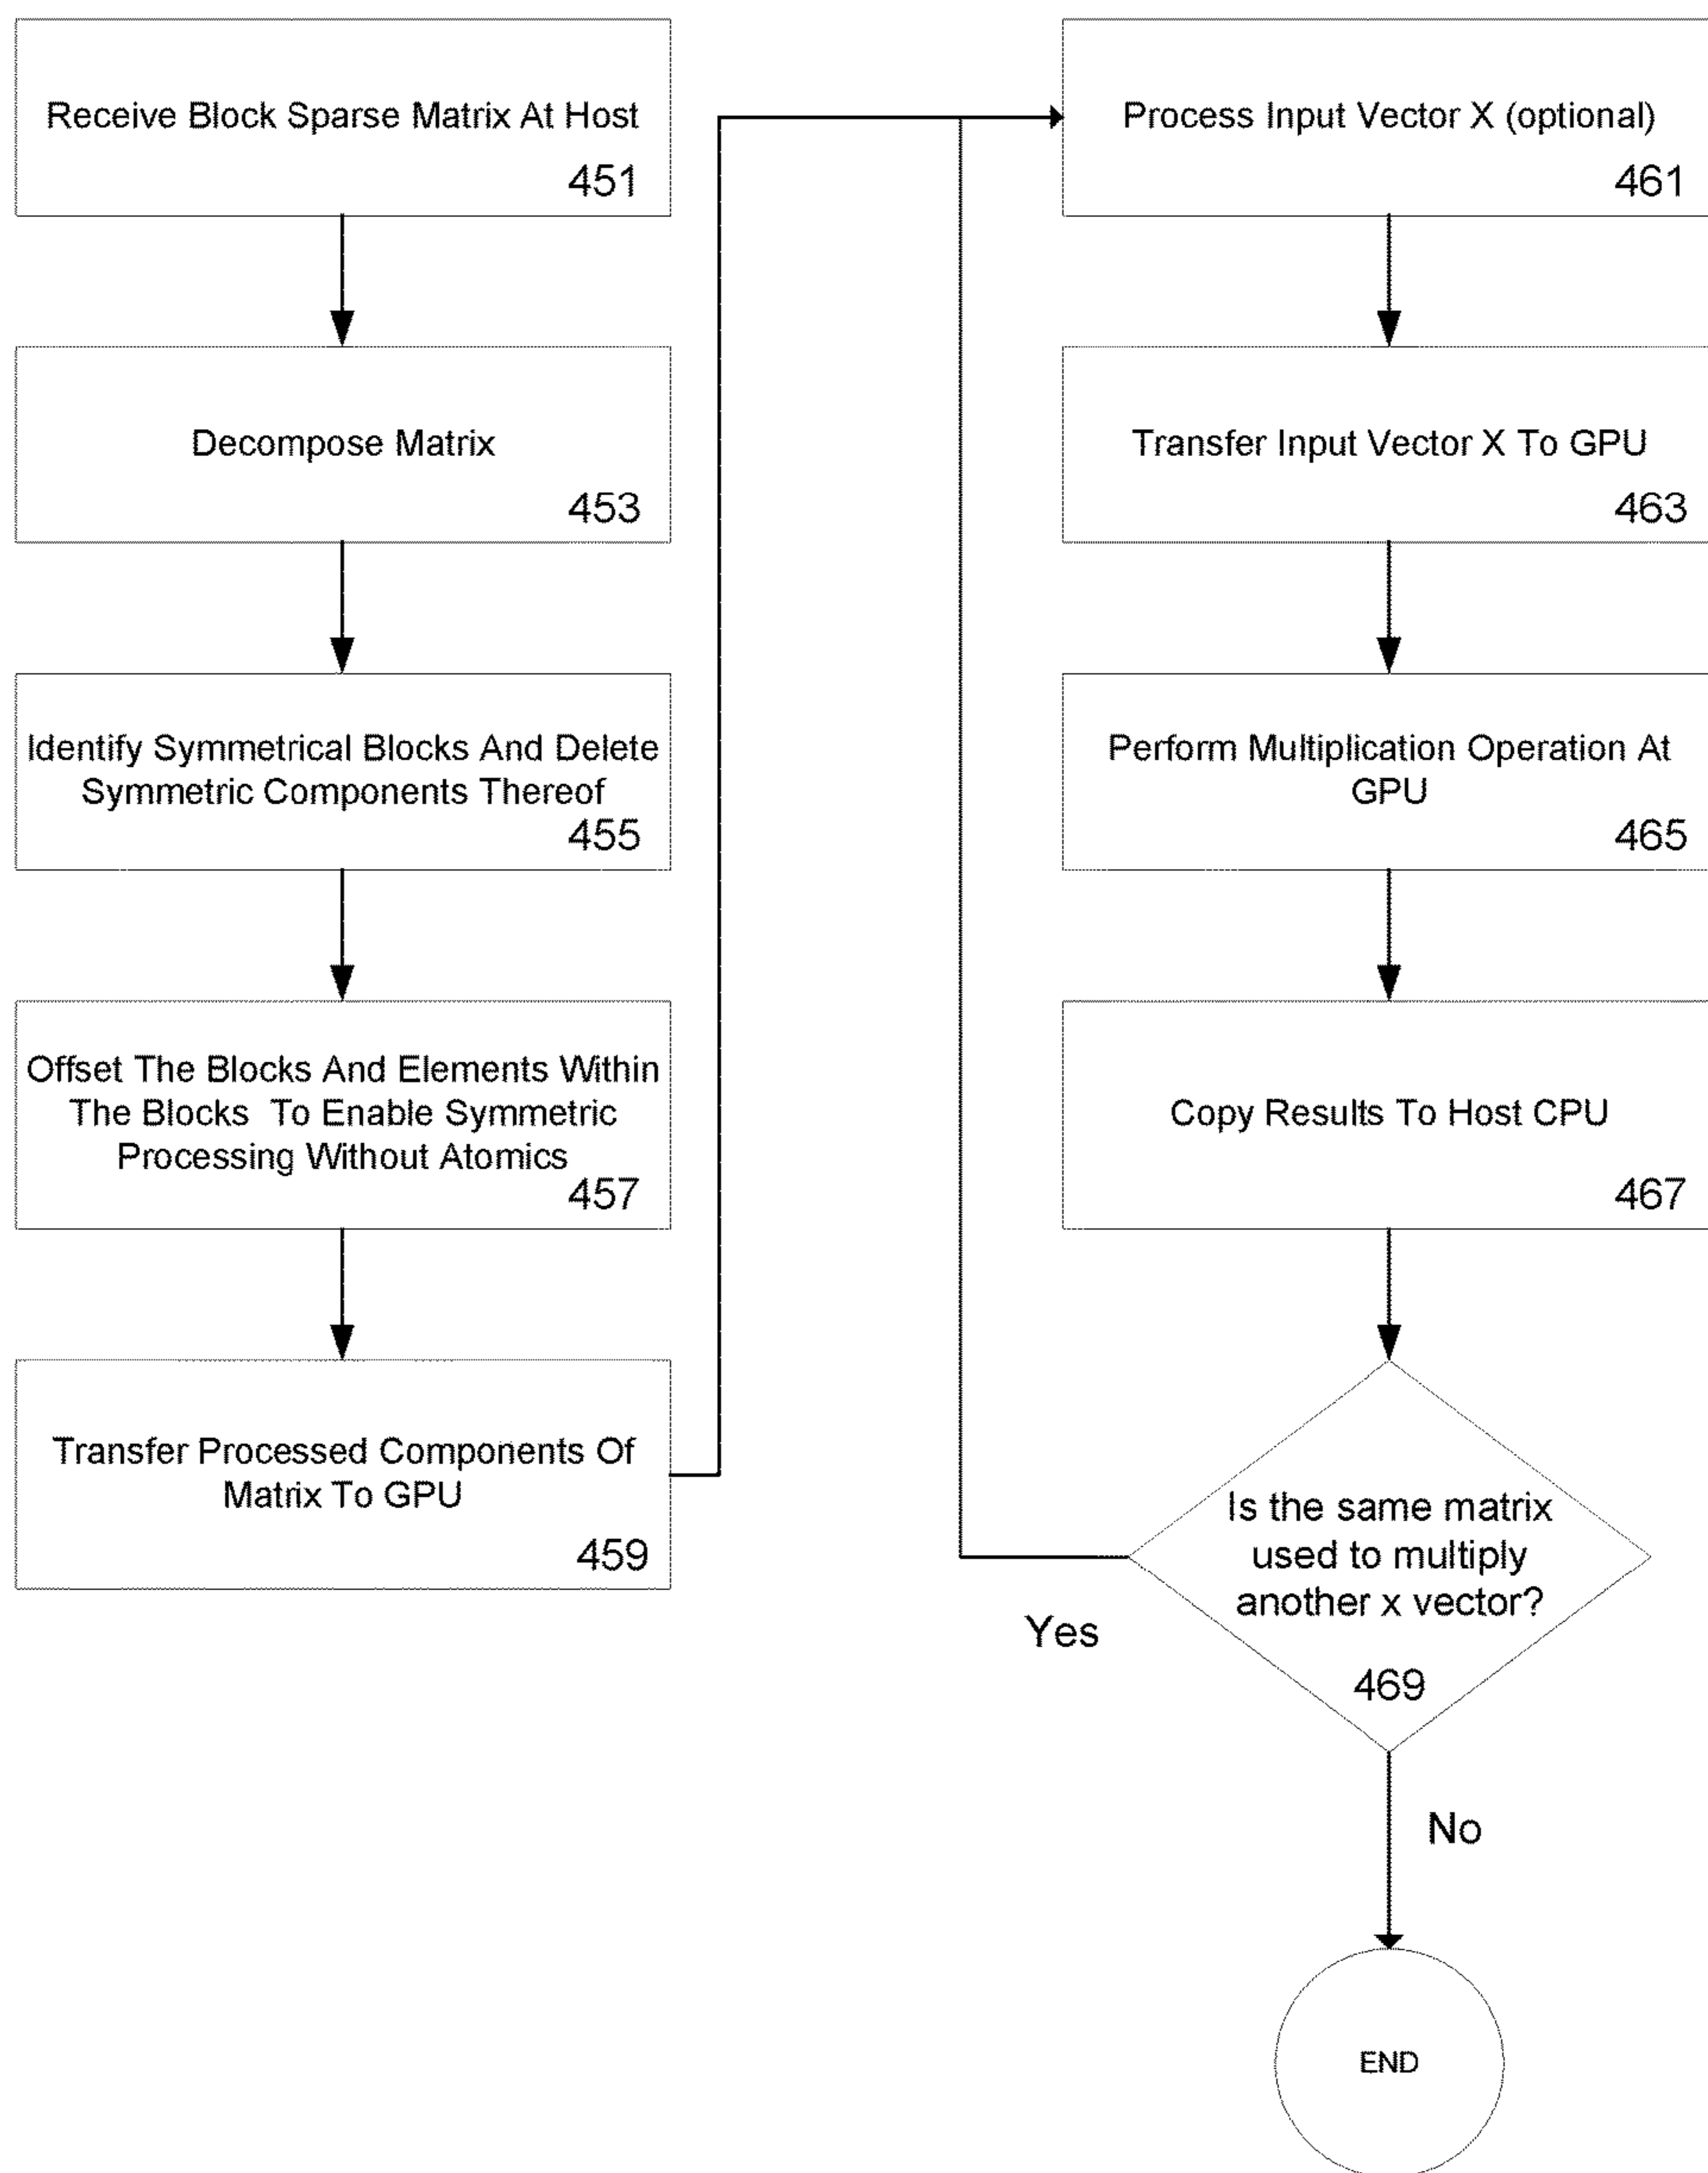 Receive Block Sparse Matrix At Host
451
Decompose Matrix
453
Identify Symmetrical Blocks And Delete
Symmetric Components Thereof
455
Offset The Blocks And Elements Within
The Blocks To Enable Symmetric
Processing Without Atomics
457
Transfer Processed Components Of
Matrix To GPU
459
Process Input Vector X (optional)
461
Transfer Input Vector X To GPU
463
Perform Multiplication Operation At
GPU
465
Copy Results To Host CPU
467
Is the same matrix
used to multiply
another x vector?
469
Yes
No
END